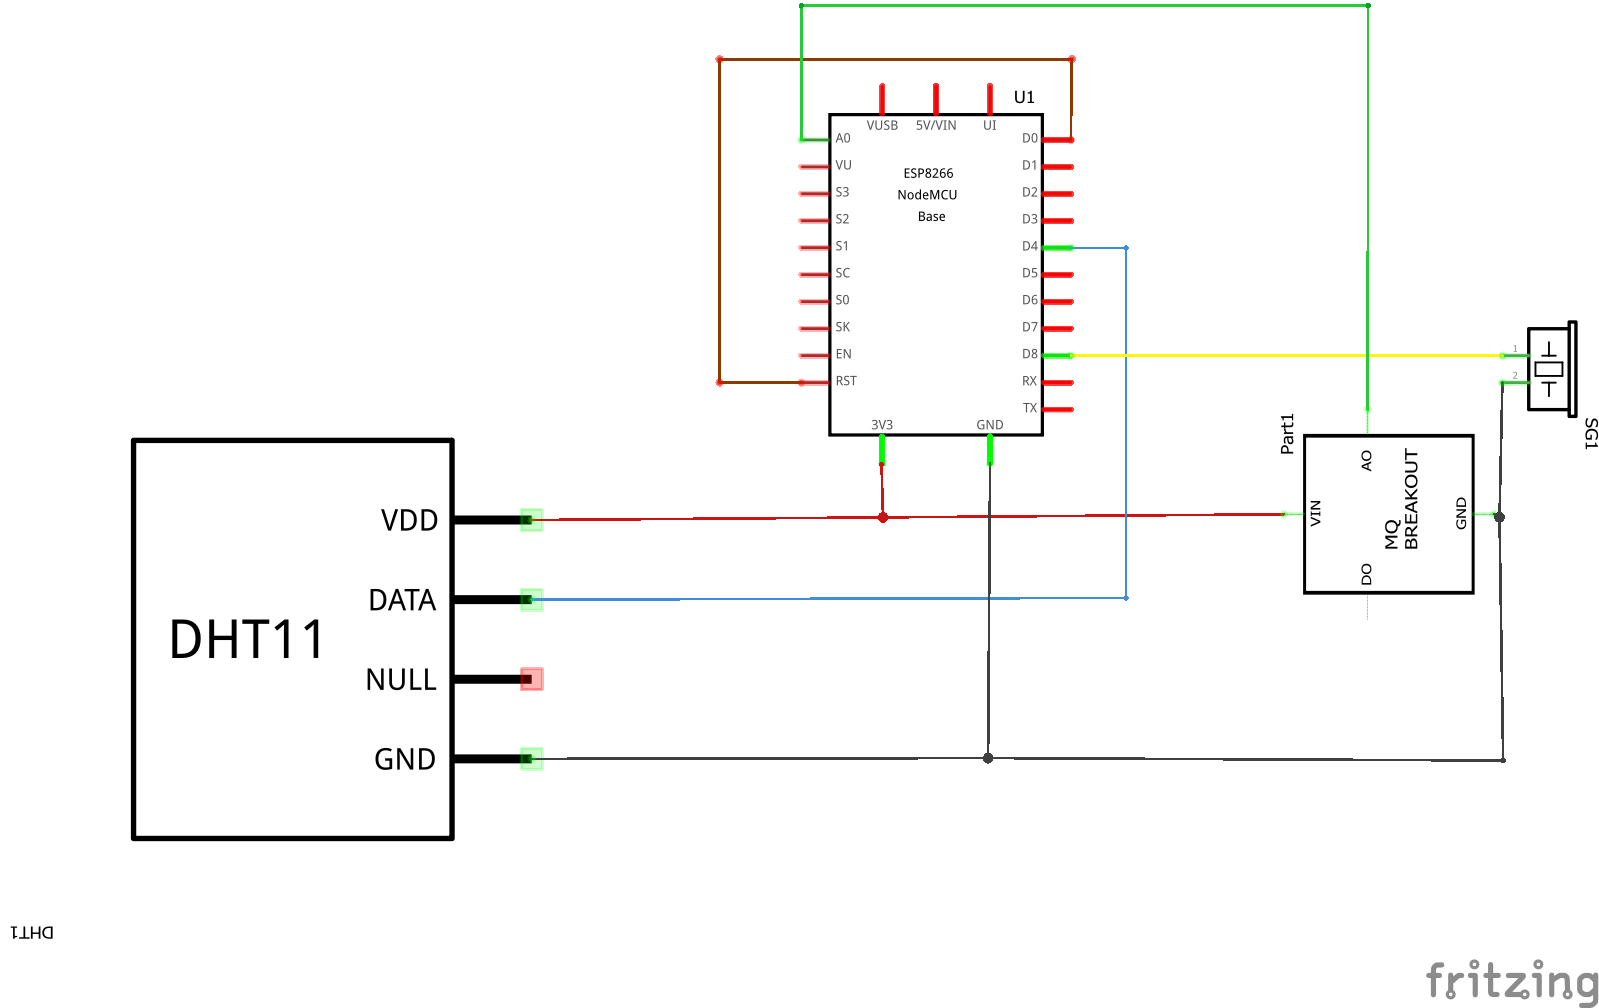 U1
VUSB 5V/VIN UI
A0 D0
VU D1
S3 D2
S2 D3
S1 D4
SC D5
S0 D6
SK D7
EN D8
RST RX
TX
3V3 GND
ESP8266
NodeMCU
Base
1
2
SG1
Part1
AO
VIN
MQ
BREAKOUT
GND
DO
VDD
DATA
NULL
GND
DHT11
DHT1
fritzing